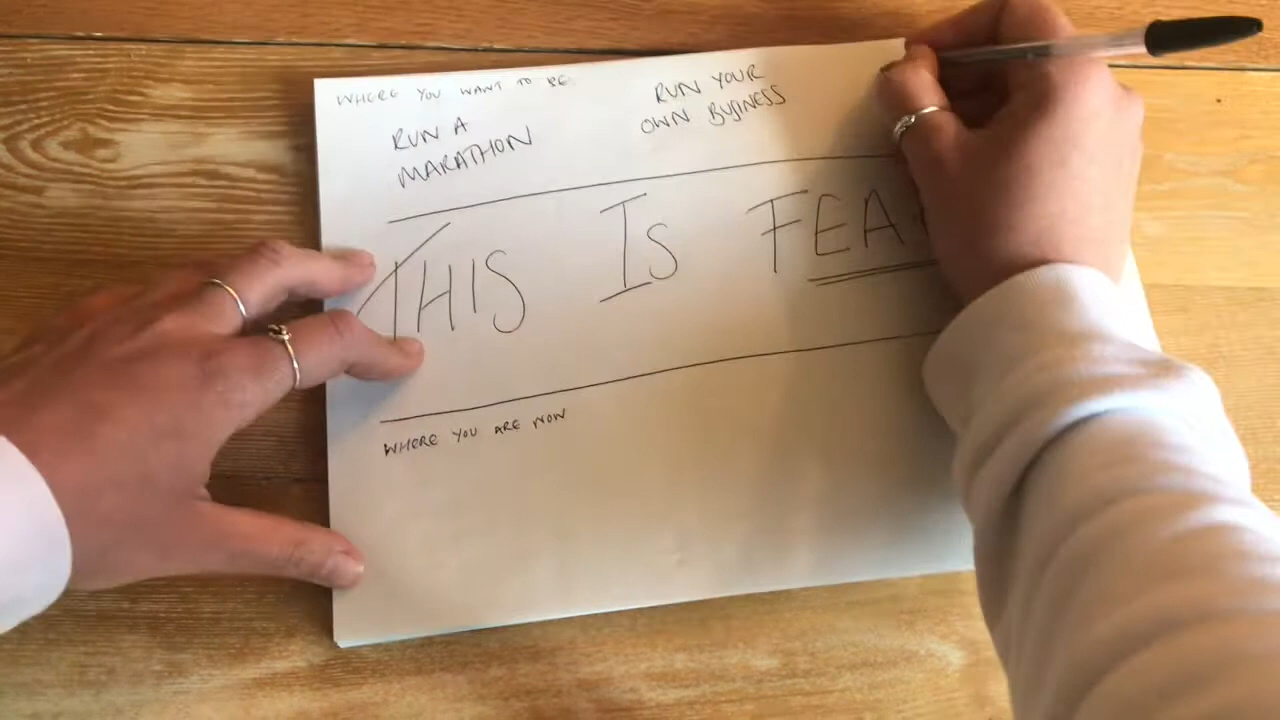 WHERE YOU WANT TO BE
RUN A
MARATHON
RUN YOUR
OWN BUSINESS
THIS IS FEA
WHERE YOU ARE NOW